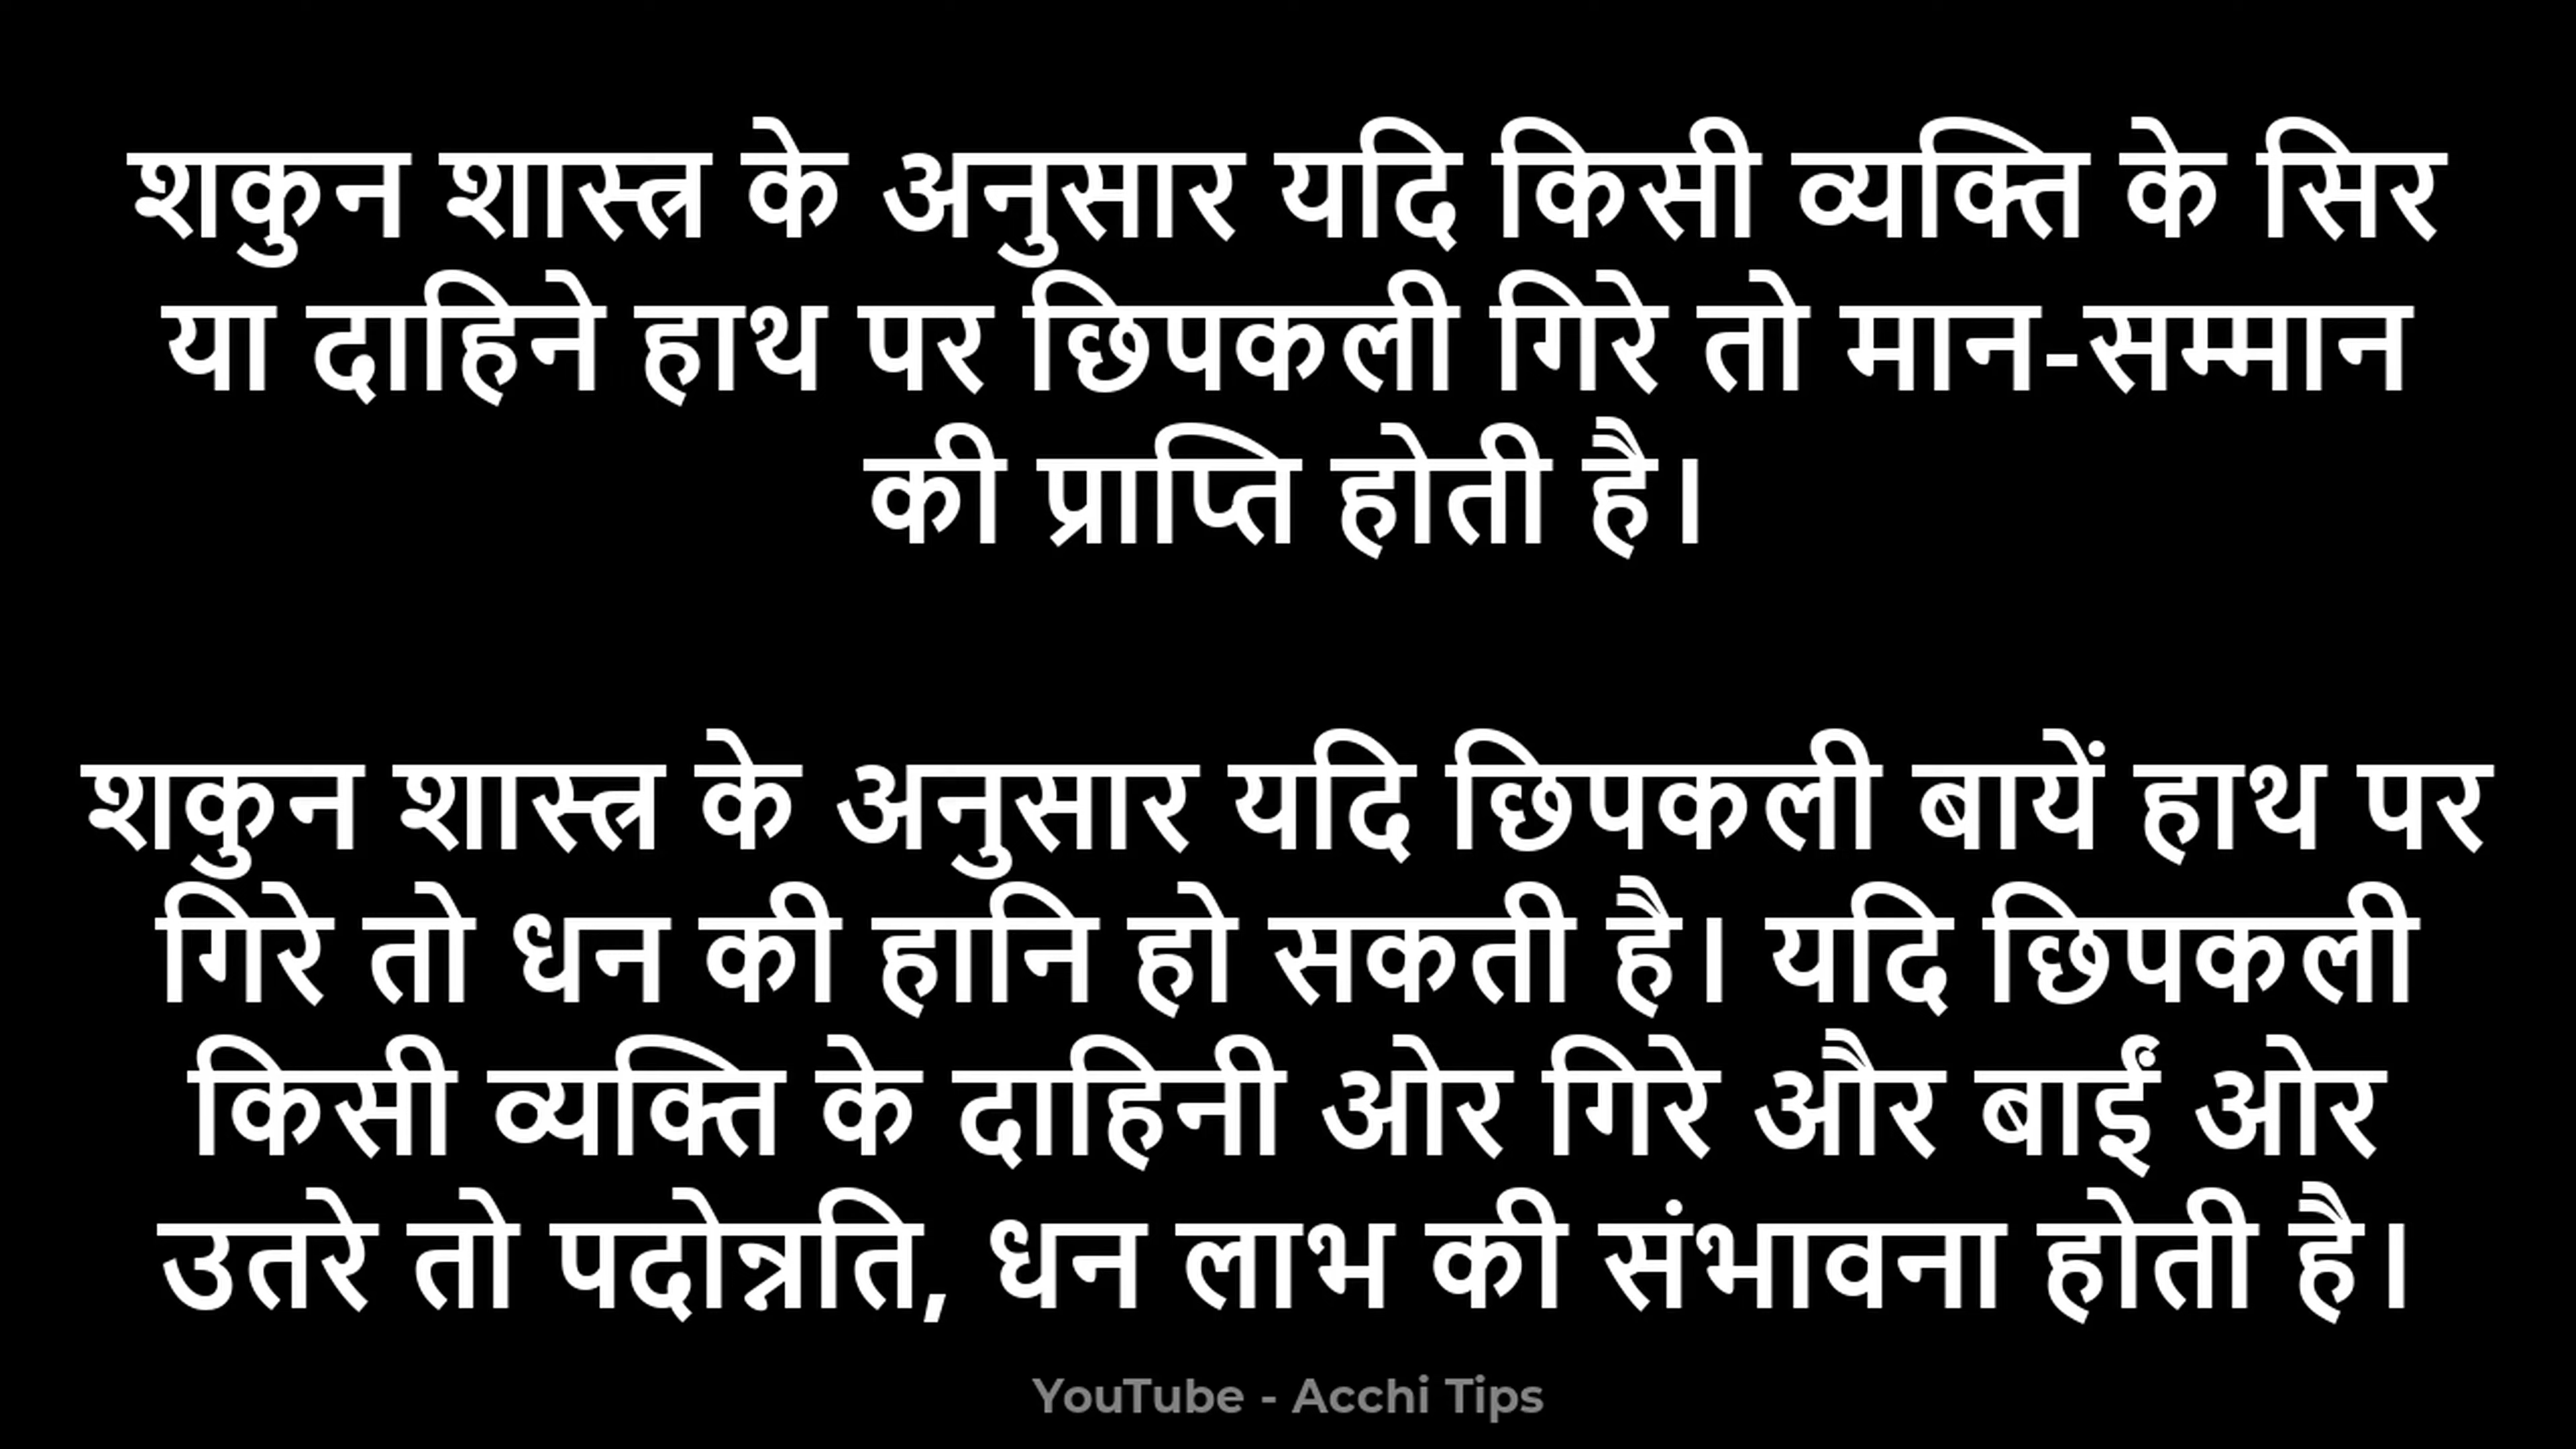 शकुन शास्त्र के अनुसार यदि किसी व्यक्ति के सिर
या दाहिने हाथ पर छिपकली गिरे तो मान-सम्मान
की प्राप्ति होती है।
शकुन शास्त्र के अनुसार यदि छिपकली बायें हाथ पर
गिरे तो धन की हानि हो सकती है। यदि छिपकली
किसी व्यक्ति के दाहिनी ओर गिरे और बाईं ओर
उतरे तो पदोन्नति, धन लाभ की संभावना होती है।
YouTube - Acchi Tips